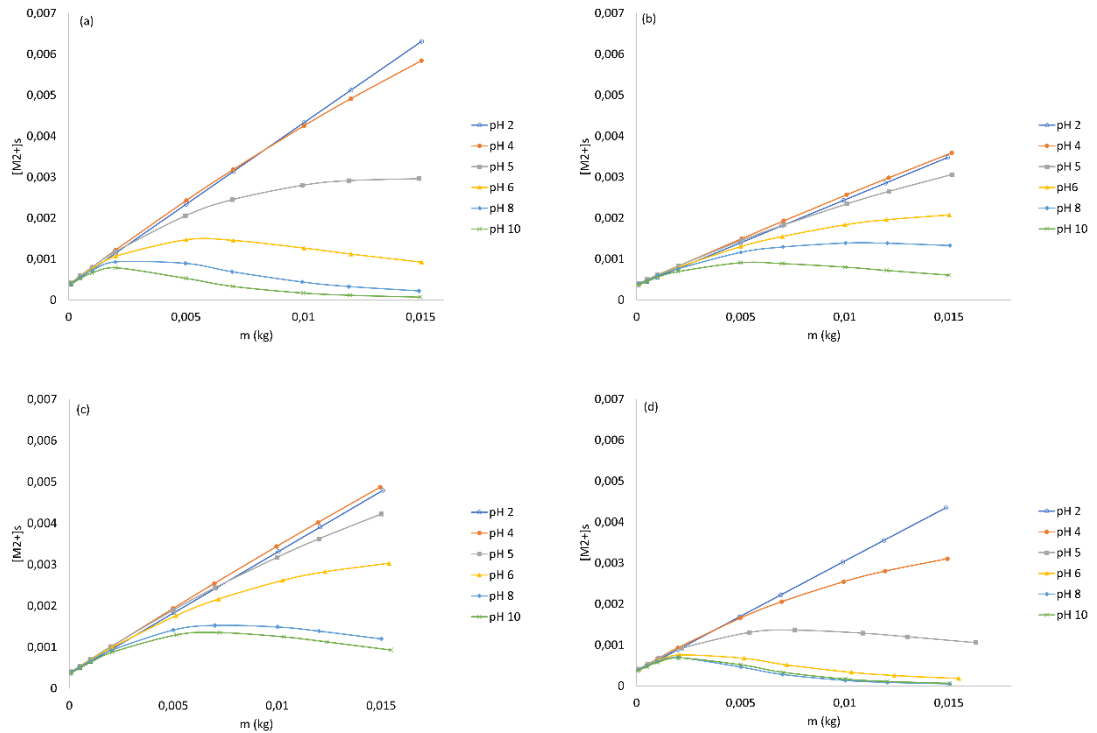 (a)
0,007
0,006
0,005
0,004
0,003
0,002
0,001
0
[M2+]s
0
0,005
0,01
0,015
m (kg)
pH 2
pH 4
pH 5
pH 6
pH 8
pH 10
(b)
0,007
0,006
0,005
0,004
0,003
0,002
0,001
0
[M2+]s
0
0,005
0,01
0,015
m (kg)
pH 2
pH 4
pH 5
pH6
pH 8
pH 10
(c)
0,007
0,006
0,005
0,004
0,003
0,002
0,001
0
[M2+]s
0
0,005
0,01
0,015
m (kg)
pH 2
pH 4
pH 5
pH 6
pH 8
pH 10
(d)
0,007
0,006
0,005
0,004
0,003
0,002
0,001
0
[M2+]s
0
0,005
0,01
0,015
m (kg)
pH 2
pH 4
pH 5
pH 6
pH 8
pH 10